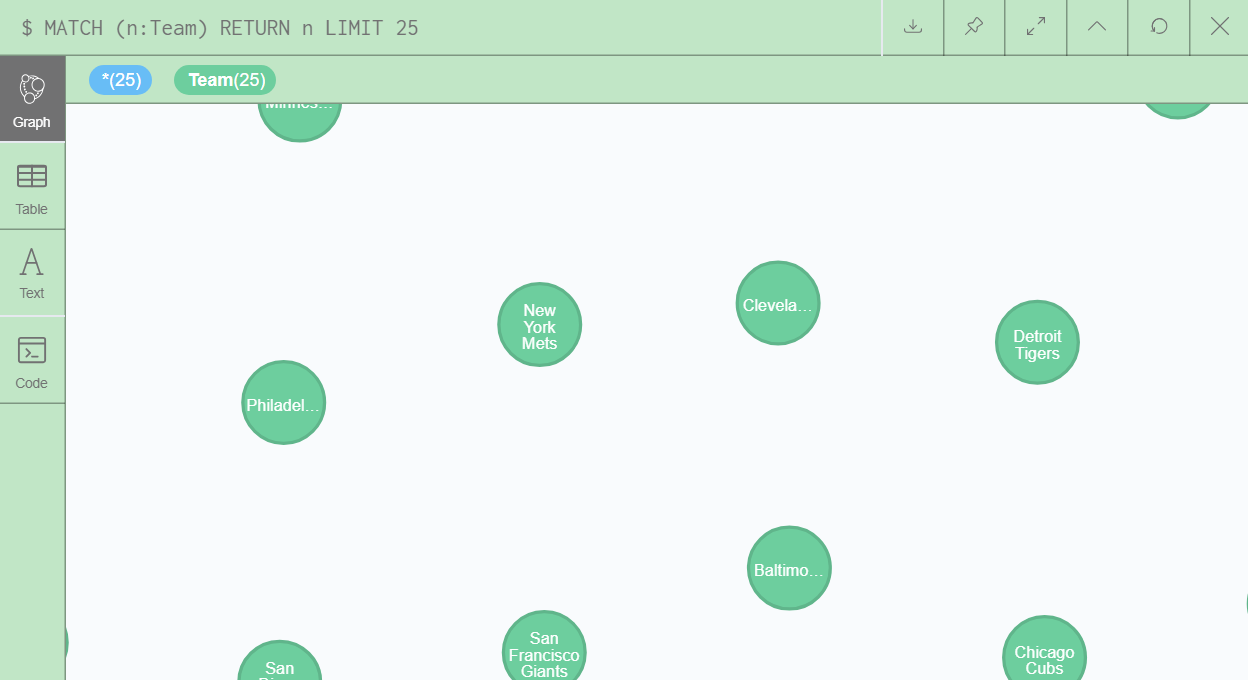 $ MATCH (n:Team) RETURN n LIMIT 25
*(25) Team(25)
Graph
Table
Text
Code
Minnes...
New
York
Mets
Clevela...
Detroit
Tigers
Philadel...
Baltimo...
San
Francisco
Giants
Chicago
Cubs
San